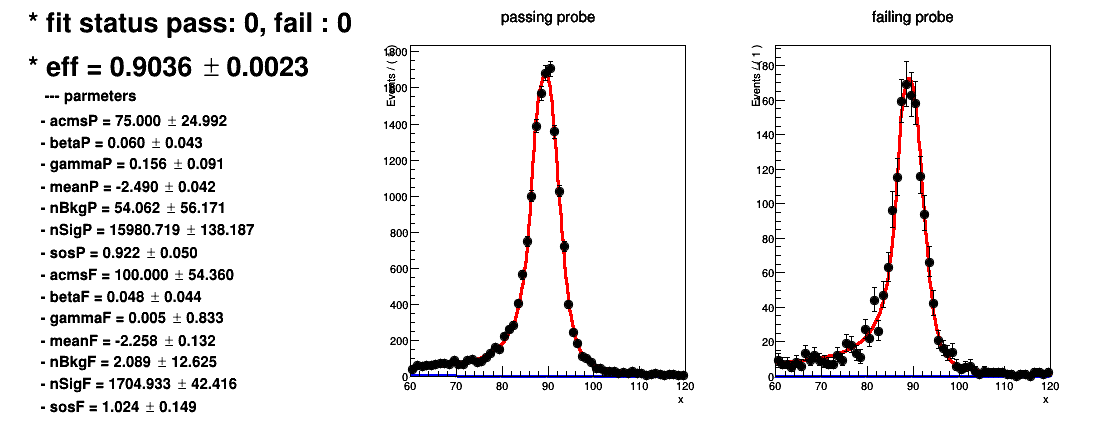 * fit status pass: 0, fail : 0
* eff = 0.9036 ± 0.0023
--- parmeters
- acmsP = 75.000 ± 24.992
- betaP = 0.060 ± 0.043
- gammaP = 0.156 ± 0.091
- meanP = -2.490 ± 0.042
- nBkgP = 54.062 ± 56.171
- nSigP = 15980.719 ± 138.187
- sosP = 0.922 ± 0.050
- acmsF = 100.000 ± 54.360
- betaF = 0.048 ± 0.044
- gammaF = 0.005 ± 0.833
- meanF = -2.258 ± 0.132
- nBkgF = 2.089 ± 12.625
- nSigF = 1704.933 ± 42.416
- sosF = 1.024 ± 0.149
passing probe
Events / ( 1 )
1800
1600
1400
1200
1000
800
600
400
200
0
60 70 80 90 100 110 120
x
failing probe
Events / ( 1 )
180
160
140
120
100
80
60
40
20
0
60 70 80 90 100 110 120
x